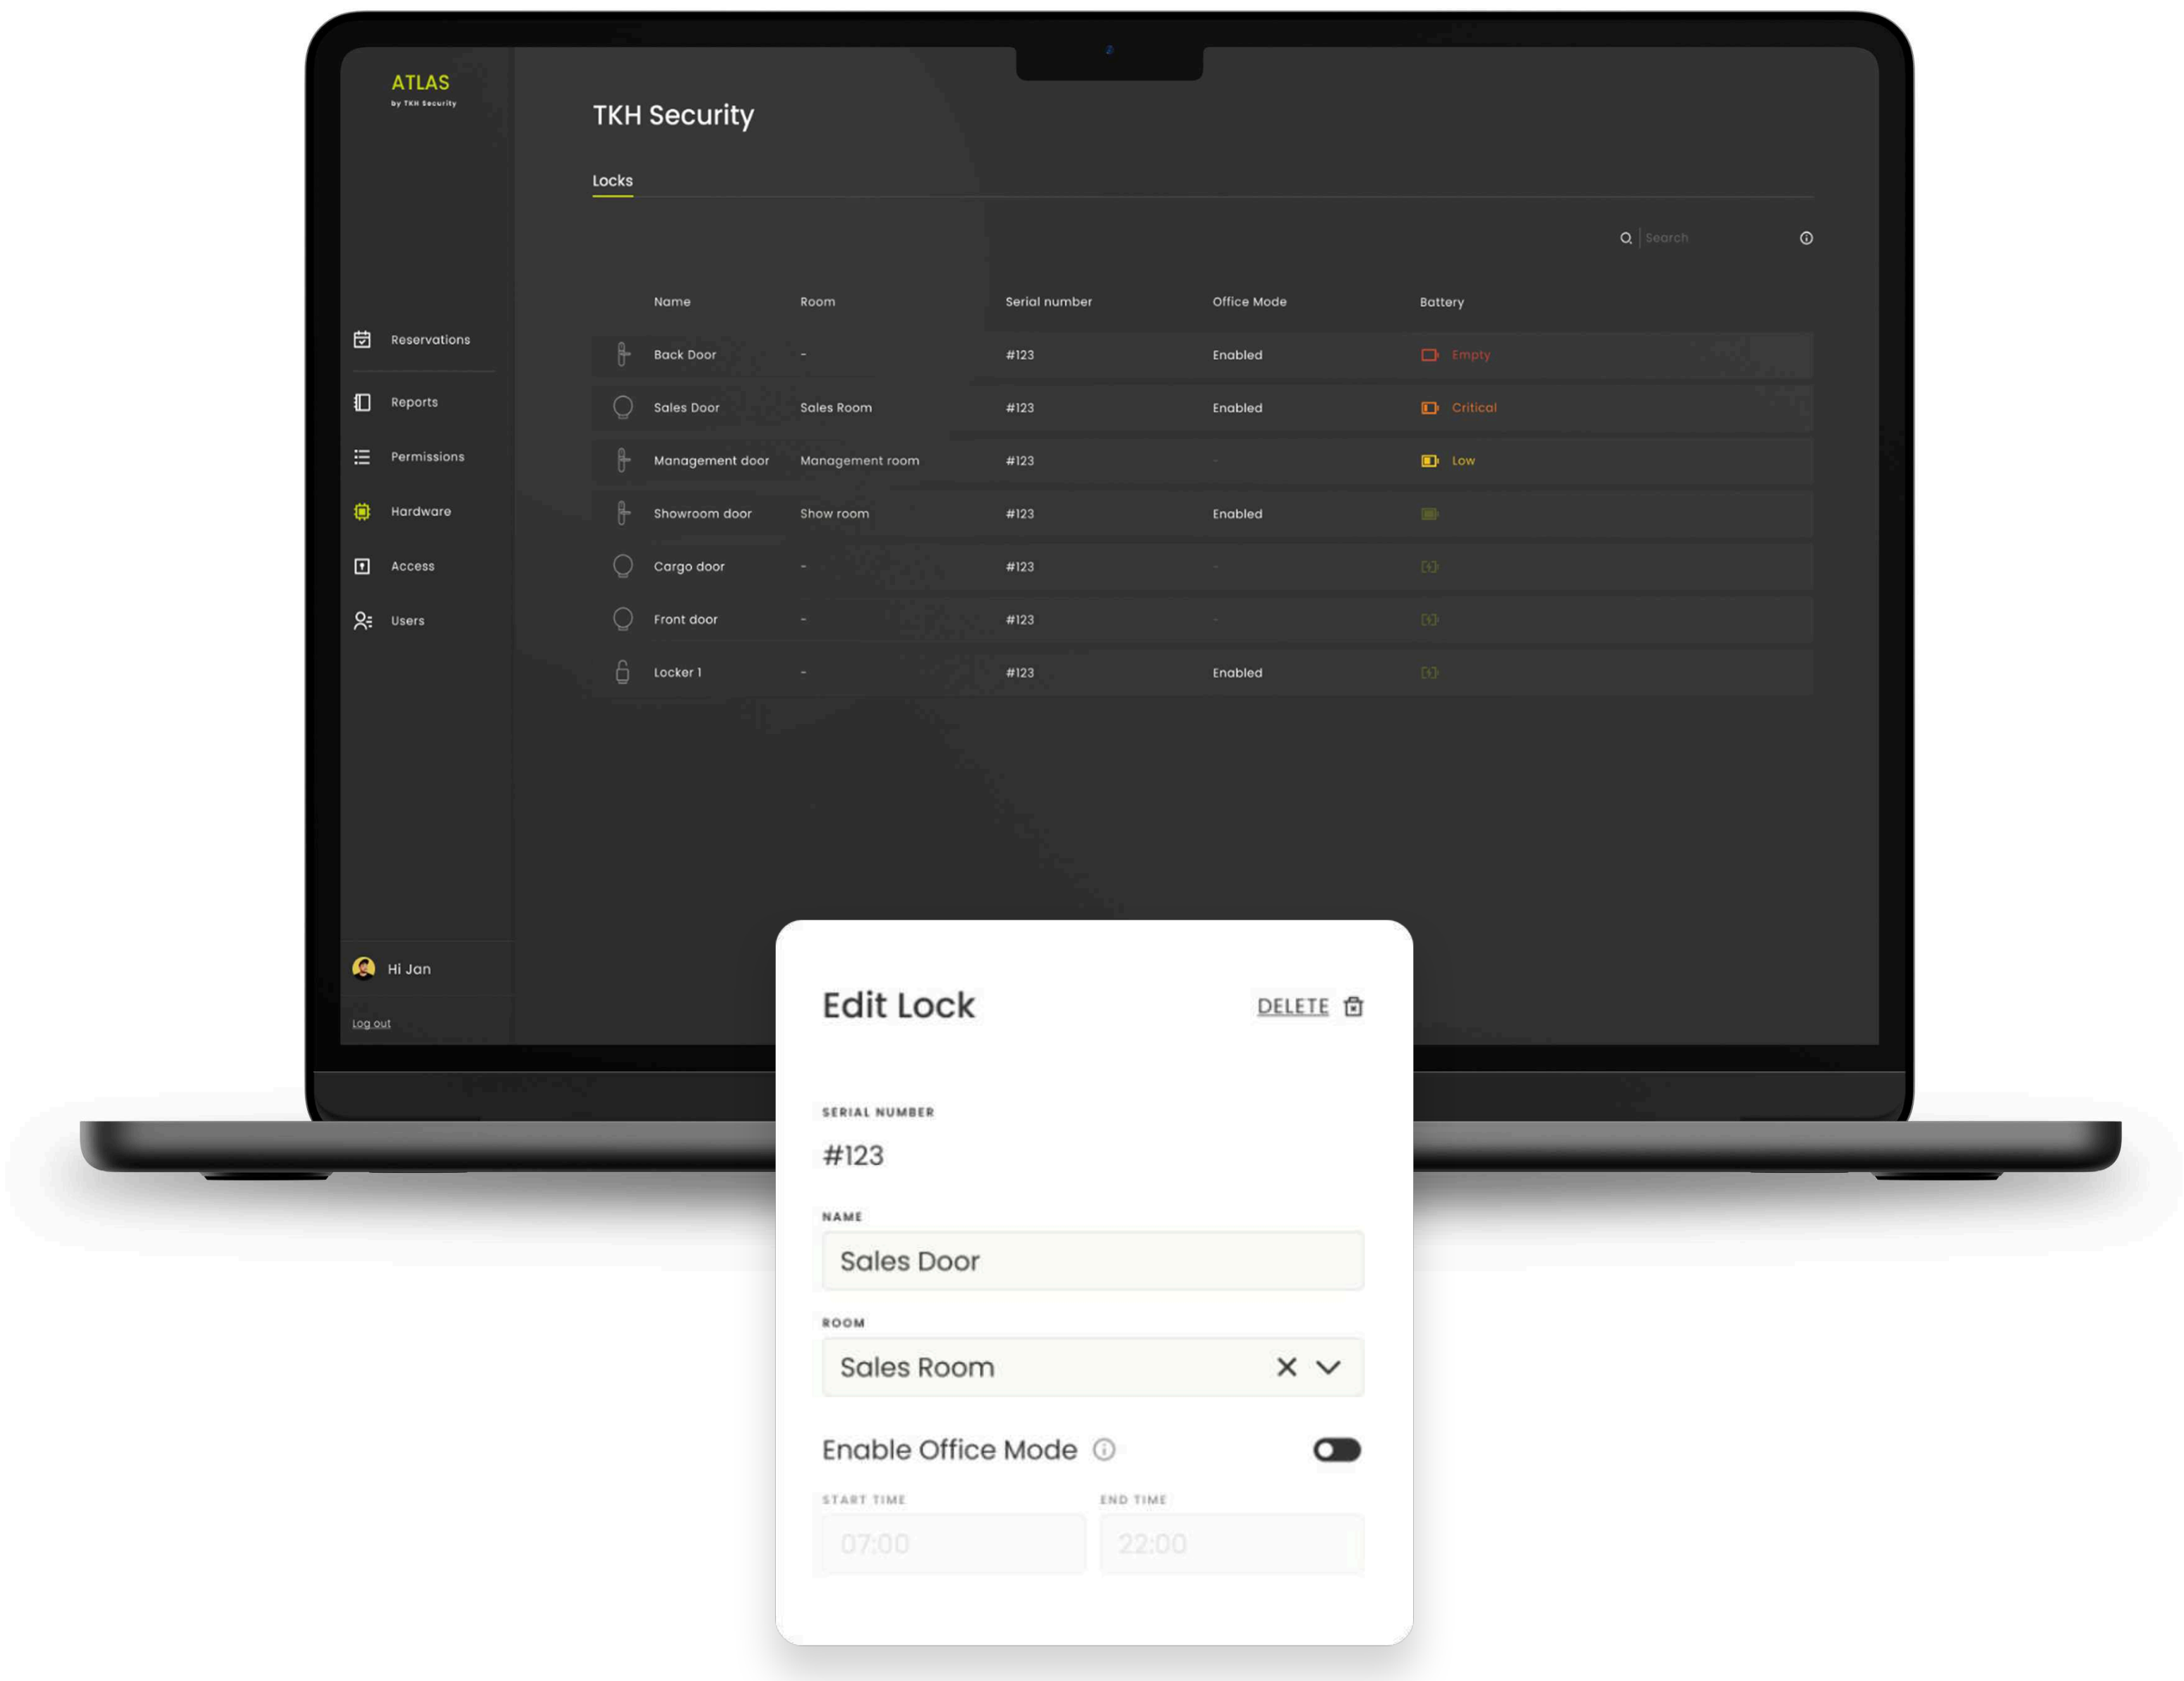 ATLAS
by TKH Security
TKH Security
Locks
Search
Name Room Serial number Office Mode Battery
Reservations
Back Door - #123 Enabled Empty
Reports
Sales Door Sales Room #123 Enabled Critical
Permissions
Management door Management room #123 - Low
Hardware
Showroom door Show room #123 Enabled
Access
Cargo door - #123 -
Users
Front door - #123 -
Locker 1 - #123 Enabled
Hi Jan
Log out
Edit Lock DELETE
SERIAL NUMBER
#123
NAME
Sales Door
ROOM
Sales Room
Enable Office Mode
START TIME END TIME
07:00 22:00